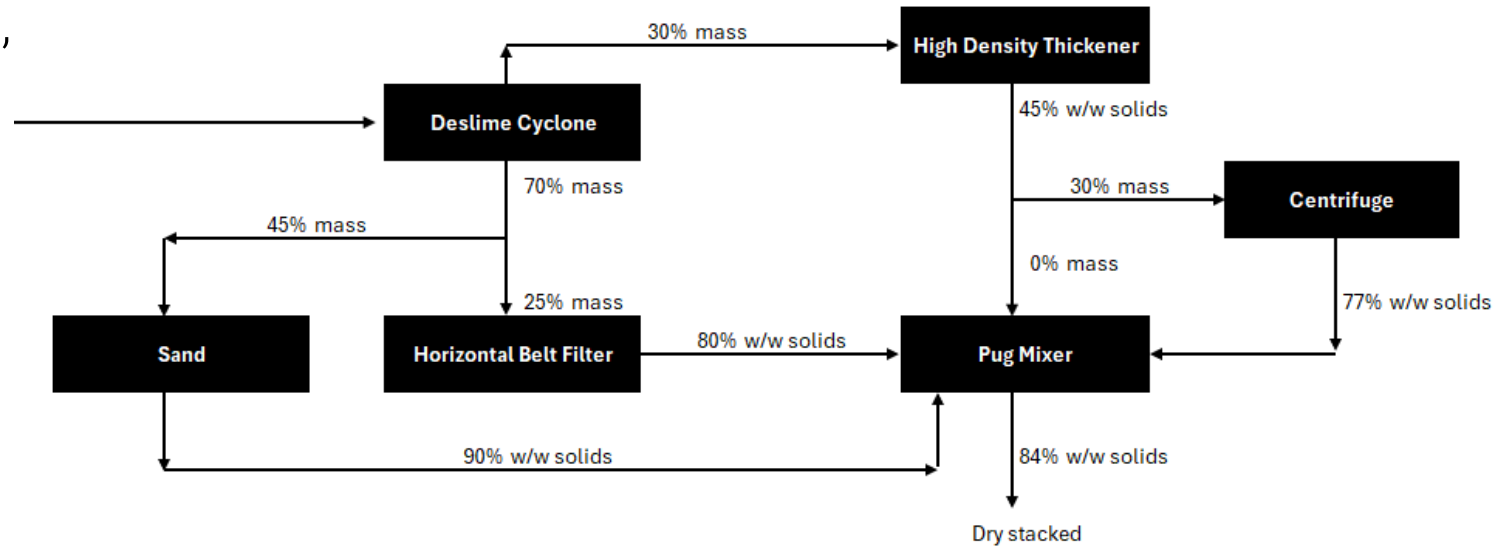 ,
30% mass
High Density Thickener
Deslime Cyclone
45% w/w solids
70% mass
30% mass
Centrifuge
45% mass
0% mass
25% mass
77% w/w solids
Sand
Horizontal Belt Filter
80% w/w solids
Pug Mixer
90% w/w solids
84% w/w solids
Dry stacked